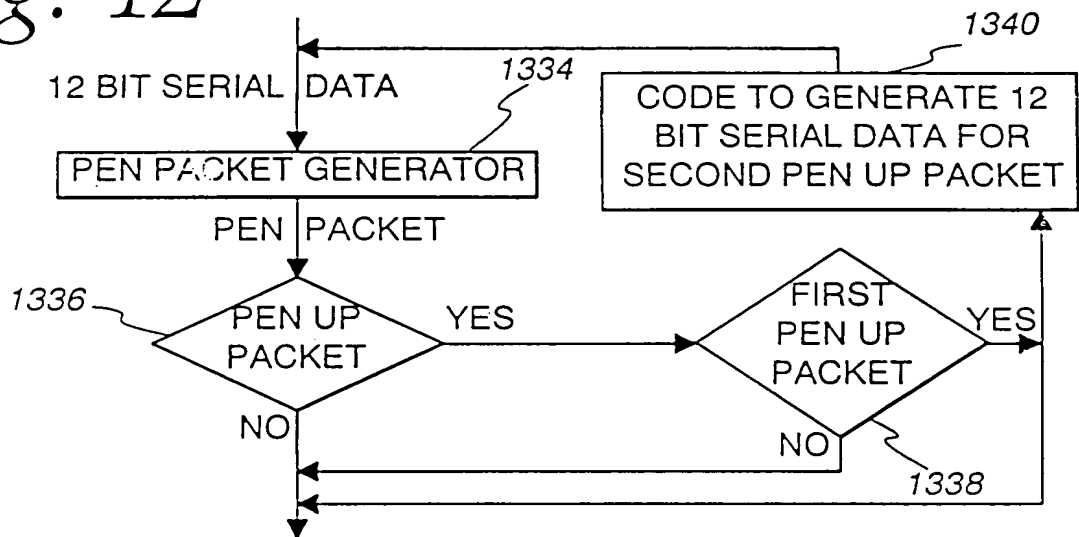 g. 12
1340
12 BIT SERIAL DATA
1334
CODE TO GENERATE 12
BIT SERIAL DATA FOR
SECOND PEN UP PACKET
PEN PACKET GENERATOR
PEN PACKET
1336
PEN UP
PACKET
YES
FIRST
PEN UP
PACKET
YES
NO
NO
1338